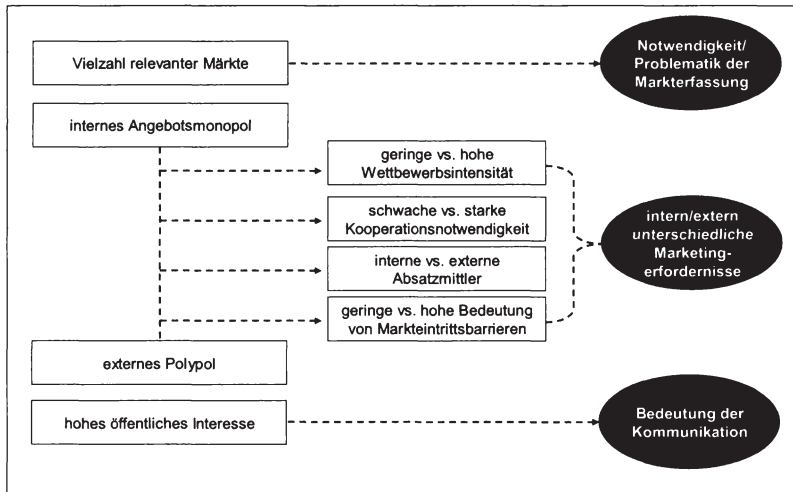 Vielzahl relevanter Märkte
Notwendigkeit/
Problematik der
Markterfassung
internes Angebotsmonopol
geringe vs. hohe
Wettbewerbsintensität
schwache vs. starke
Kooperationsnotwendigkeit
interne vs. externe
Absatzmittler
geringe vs. hohe Bedeutung
von Markteintrittsbarrieren
intern/extern
unterschiedliche
Marketing-
erfordernisse
externes Polypol
hohes öffentliches Interesse
Bedeutung der
Kommunikation